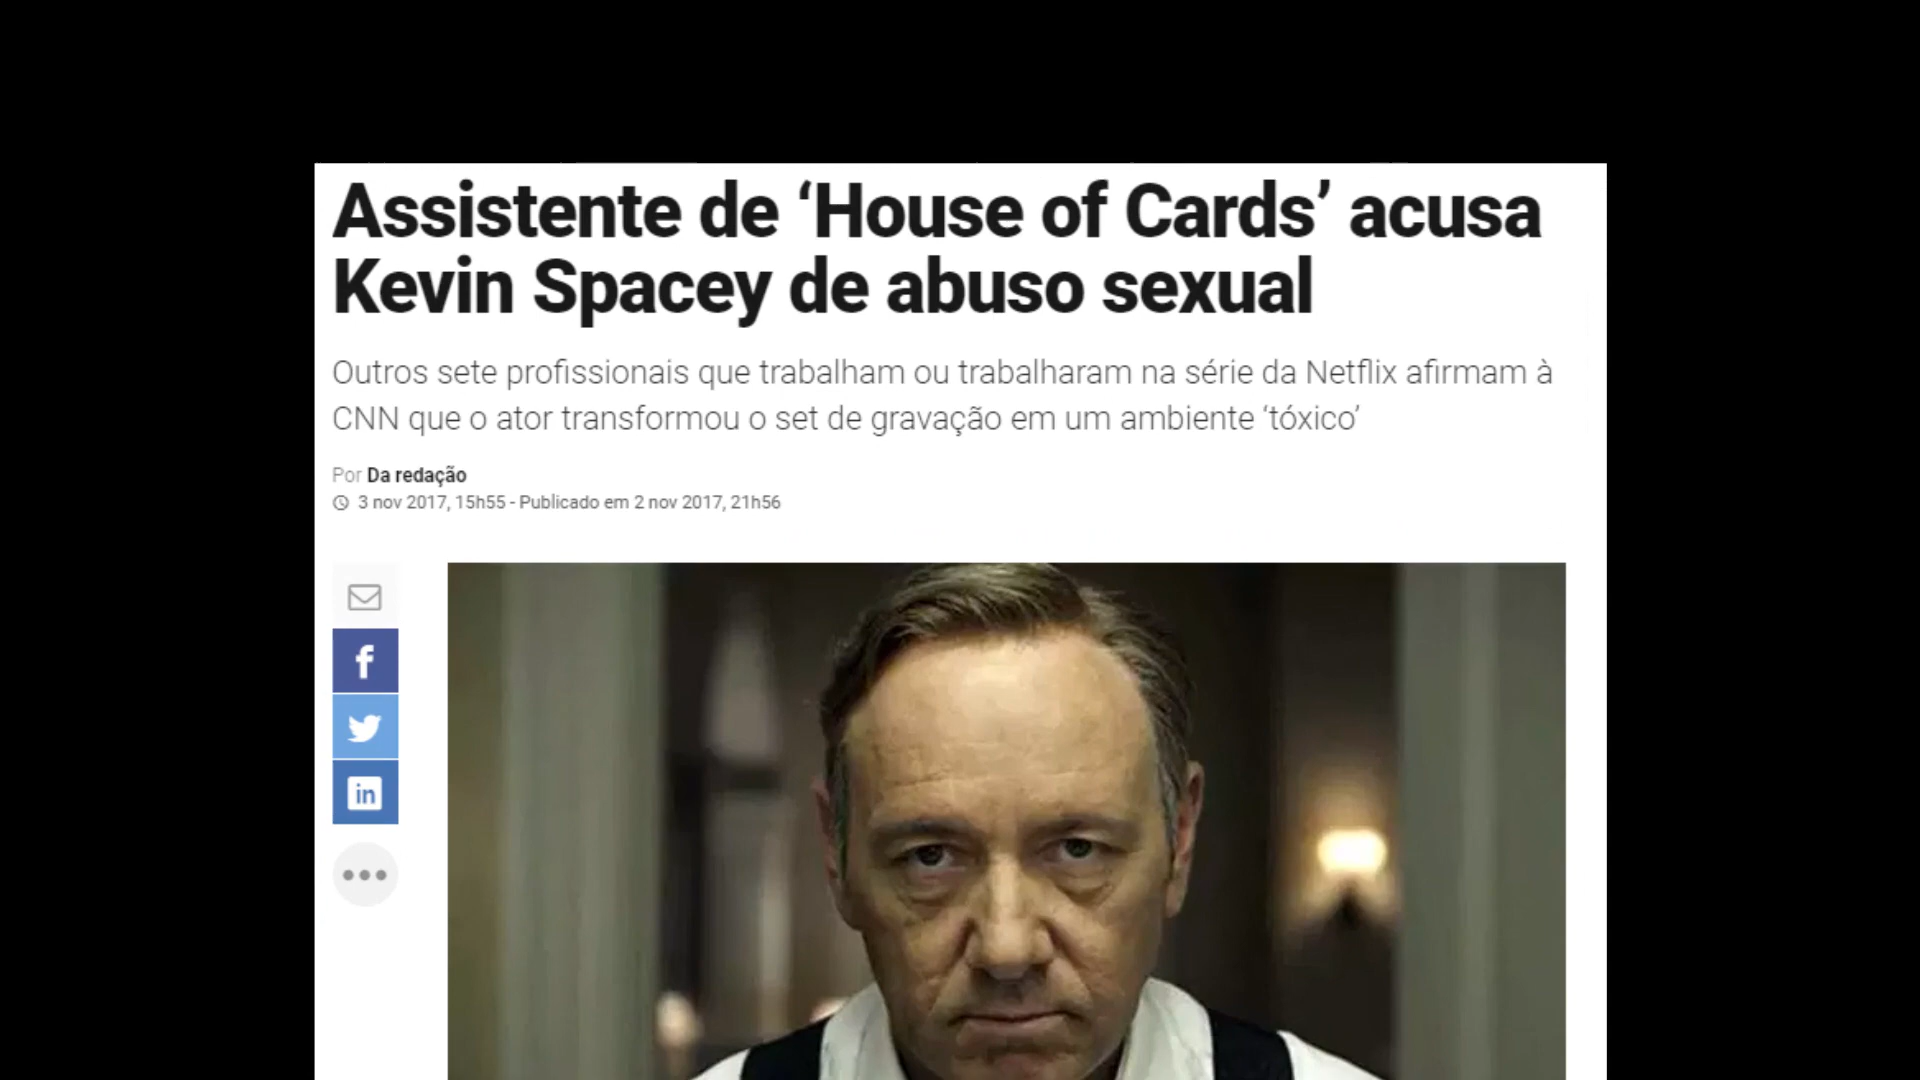 Assistente de ‘House of Cards’ acusa
Kevin Spacey de abuso sexual
Outros sete profissionais que trabalham ou trabalharam na série da Netflix afirmam à
CNN que o ator transformou o set de gravação em um ambiente ‘tóxico’
Por Da redação
3 nov 2017, 15h55 - Publicado em 2 nov 2017, 21h56
f
in